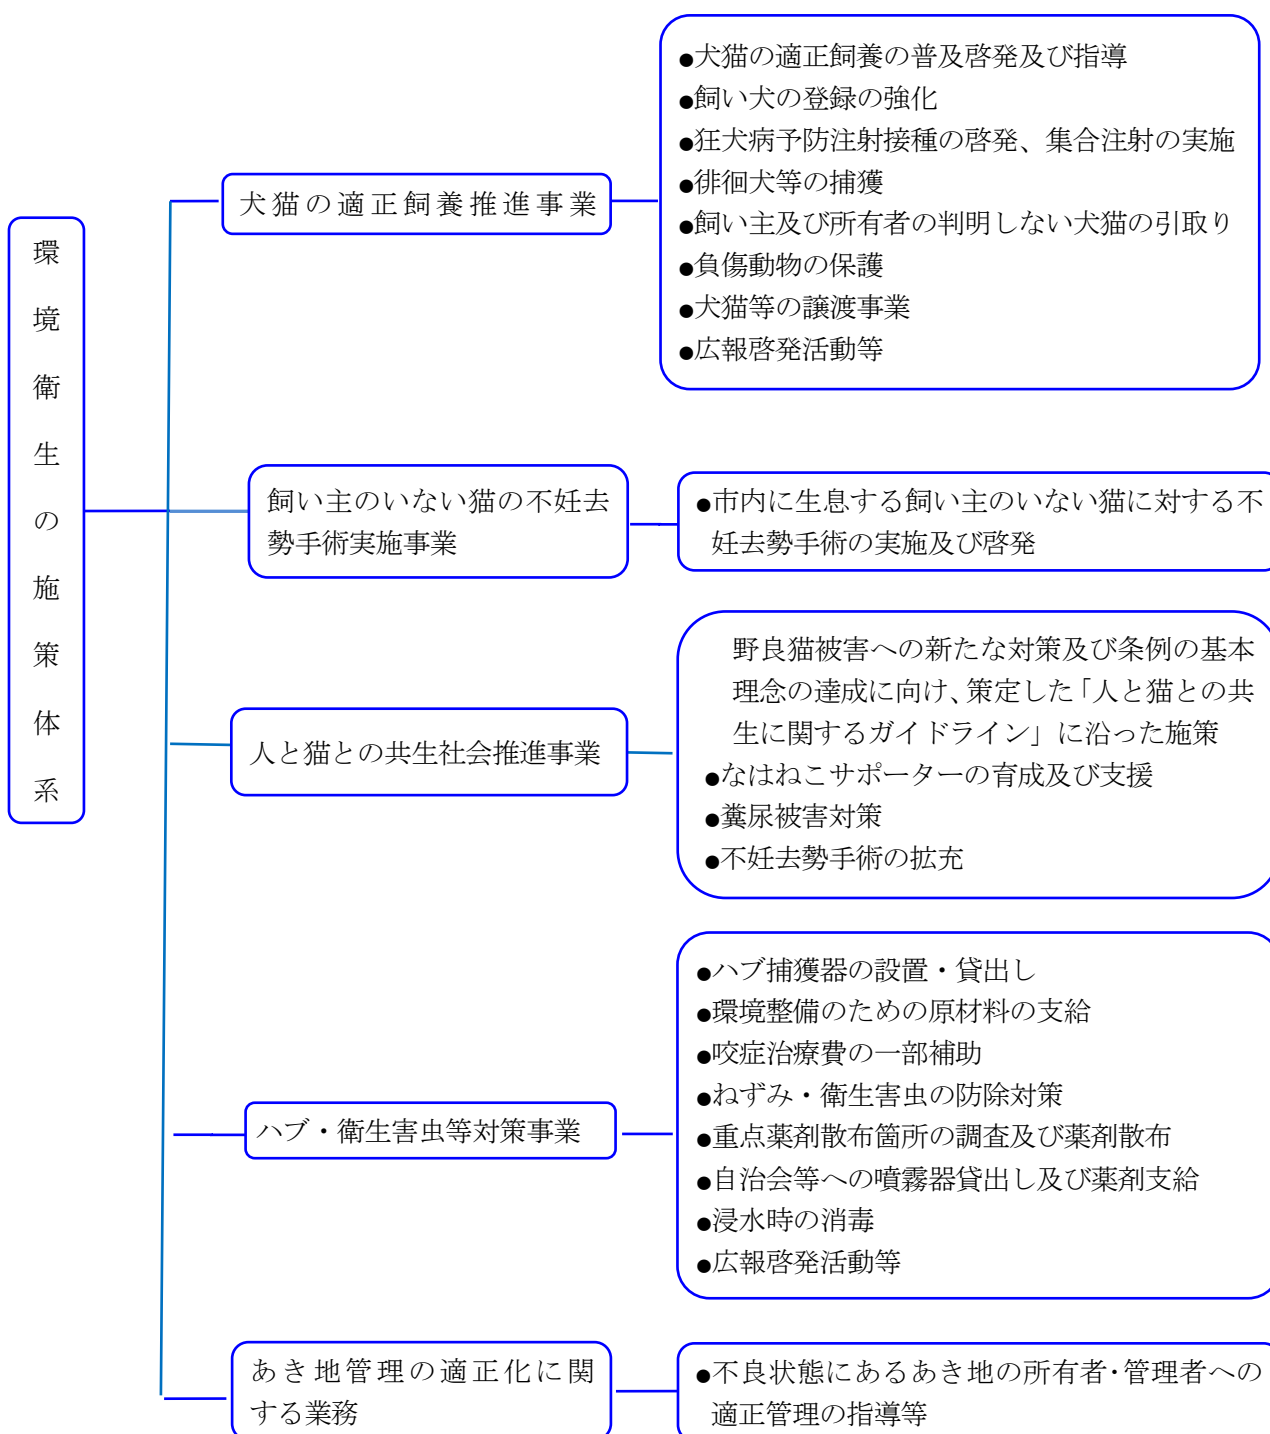 環境衛生の施策体系
犬猫の適正飼養推進事業
●犬猫の適正飼養の普及啓発及び指導
●飼い犬の登録の強化
●狂犬病予防注射接種の啓発、集合注射の実施
●徘徊犬等の捕獲
●飼い主及び所有者の判明しない犬猫の引取り
●負傷動物の保護
●犬猫等の譲渡事業
●広報啓発活動等
飼い主のいない猫の不妊去
勢手術実施事業
●市内に生息する飼い主のいない猫に対する不
妊去勢手術の実施及び啓発
人と猫との共生社会推進事業
野良猫被害への新たな対策及び条例の基本
理念の達成に向け、策定した「人と猫との共
生に関するガイドライン」に沿った施策
●なはねこサポーターの育成及び支援
●糞尿被害対策
●不妊去勢手術の拡充
ハブ・衛生害虫等対策事業
●ハブ捕獲器の設置・貸出し
●環境整備のための原材料の支給
●咬症治療費の一部補助
●ねずみ・衛生害虫の防除対策
●重点薬剤散布箇所の調査及び薬剤散布
●自治会等への噴霧器貸出し及び薬剤支給
●浸水時の消毒
●広報啓発活動等
あき地管理の適正化に関
する業務
●不良状態にあるあき地の所有者・管理者への
適正管理の指導等